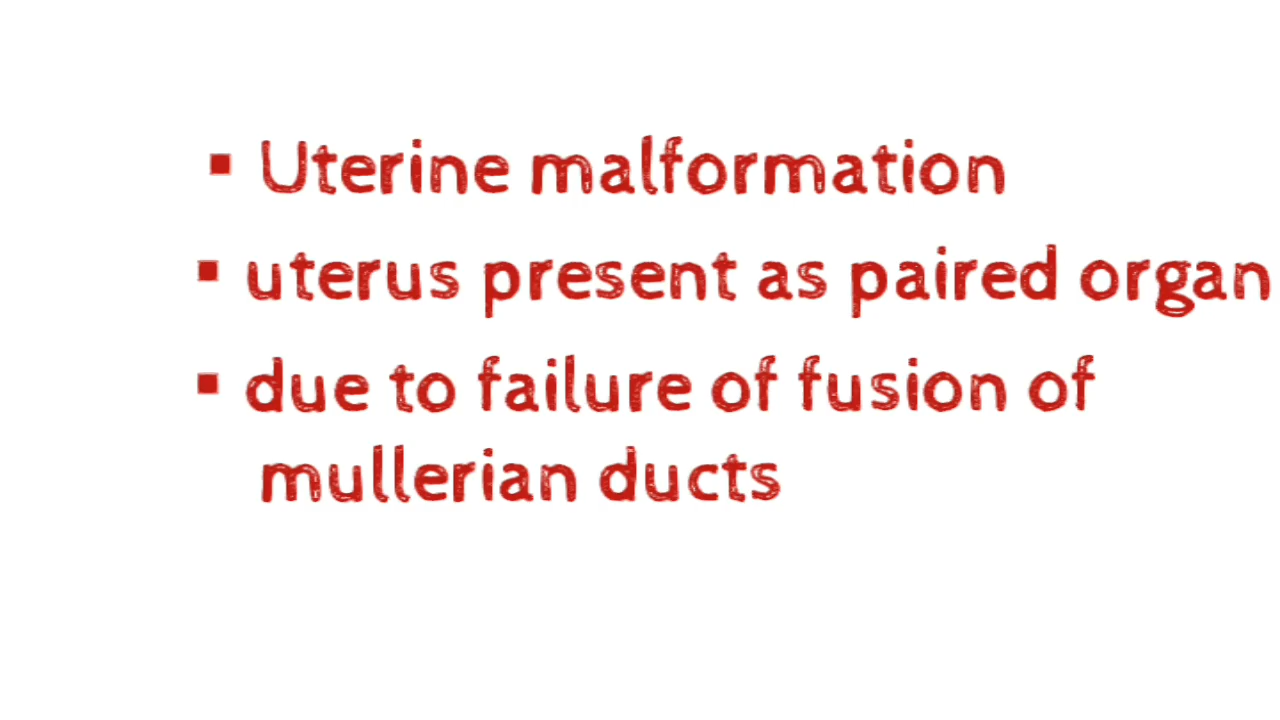 ▪ Uterine malformation
▪ uterus present as paired organ
▪ due to failure of fusion of
mullerian ducts